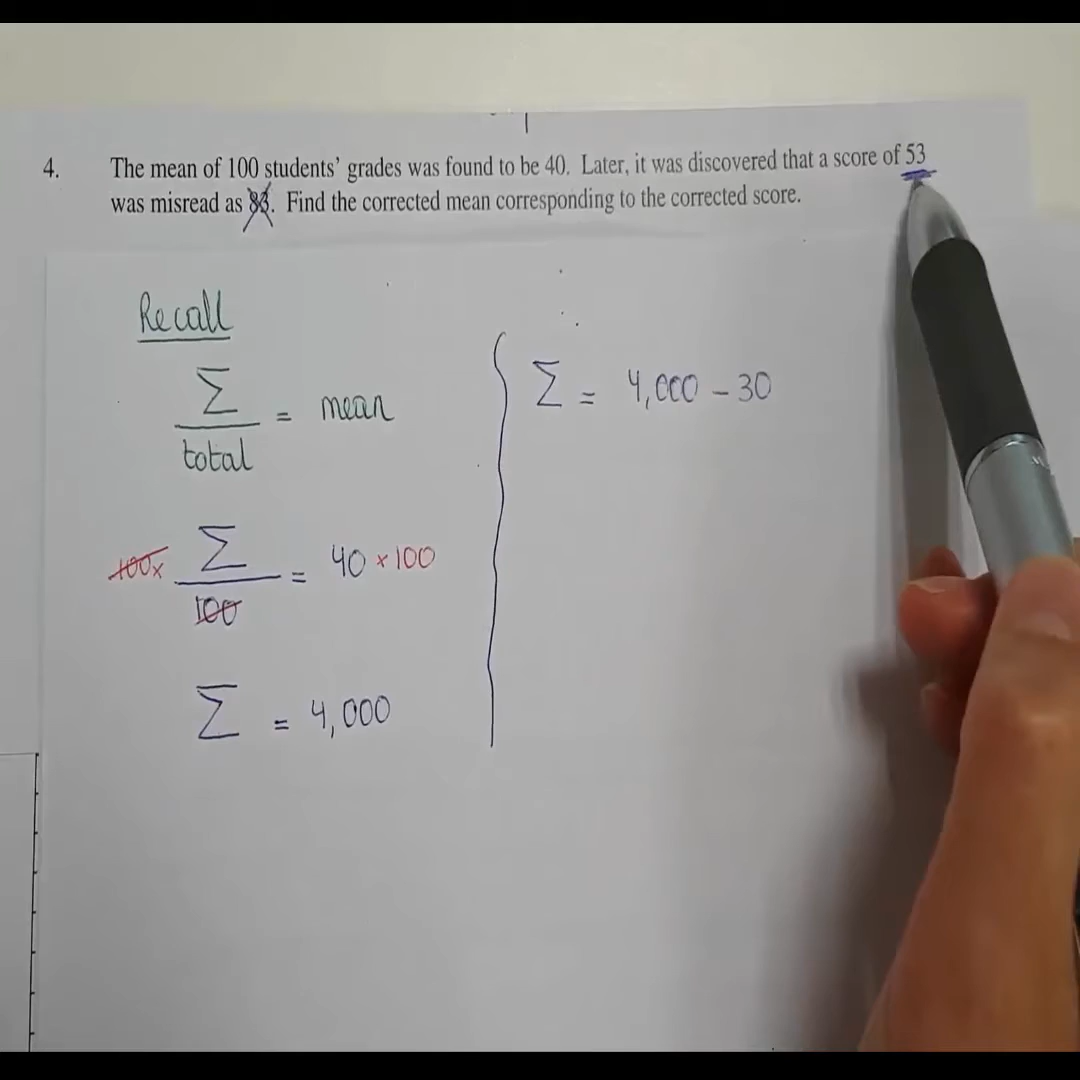 4. The mean of 100 students' grades was found to be 40. Later, it was discovered that a score of 53
was misread as 83. Find the corrected mean corresponding to the corrected score.
Recall
Σ
total
= mean
100×
Σ
100
= 40 × 100
Σ = 4,000
Σ = 4,000 – 30